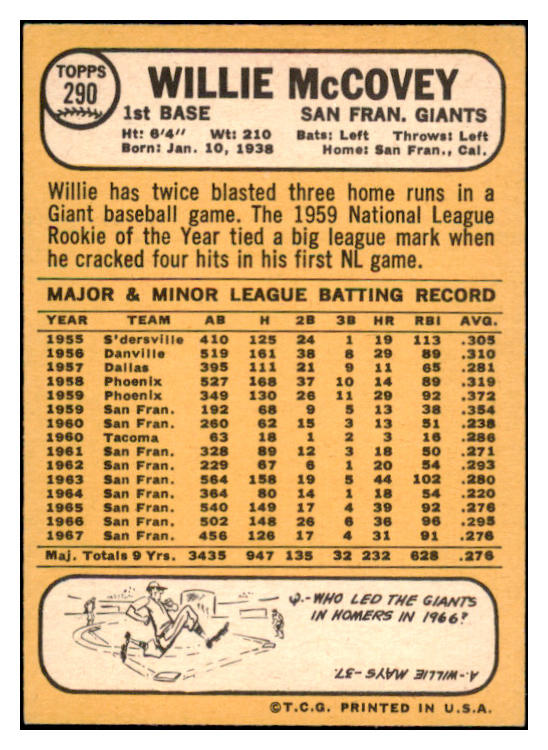 TOPPS
290
WILLIE McCOVEY
1st BASE SAN FRAN. GIANTS
Ht: 6'4" Wt: 210 Bats: Left Throws: Left
Born: Jan. 10, 1938 Home: San Fran., Cal.
Willie has twice blasted three home runs in a
Giant baseball game. The 1959 National League
Rookie of the Year tied a big league mark when
he cracked four hits in his first NL game.
MAJOR & MINOR LEAGUE BATTING RECORD
YEAR TEAM AB H 2B 3B HR RBI AVG.
1955 S'dersville 410 125 24 1 19 113 .305
1956 Danville 519 161 38 8 29 89 .310
1957 Dallas 395 111 21 9 11 65 .281
1958 Phoenix 527 168 37 10 14 89 .319
1959 Phoenix 349 130 26 11 29 92 .372
1959 San Fran. 192 68 9 5 13 38 .354
1960 San Fran. 260 62 15 3 13 51 .238
1960 Tacoma 63 18 1 2 3 16 .286
1961 San Fran. 328 89 12 3 18 50 .271
1962 San Fran. 229 67 6 1 20 54 .293
1963 San Fran. 564 158 19 5 44 102 .280
1964 San Fran. 364 80 14 1 18 54 .220
1965 San Fran. 540 149 17 4 39 92 .276
1966 San Fran. 502 148 26 6 36 96 .295
1967 San Fran. 456 126 17 4 31 91 .276
Maj. Totals 9 Yrs. 3435 947 135 32 232 628 .276
Q.-WHO LED THE GIANTS
IN HOMERS IN 1966?
A.-WILLIE MAYS-37.
©T.C.G. PRINTED IN U.S.A.